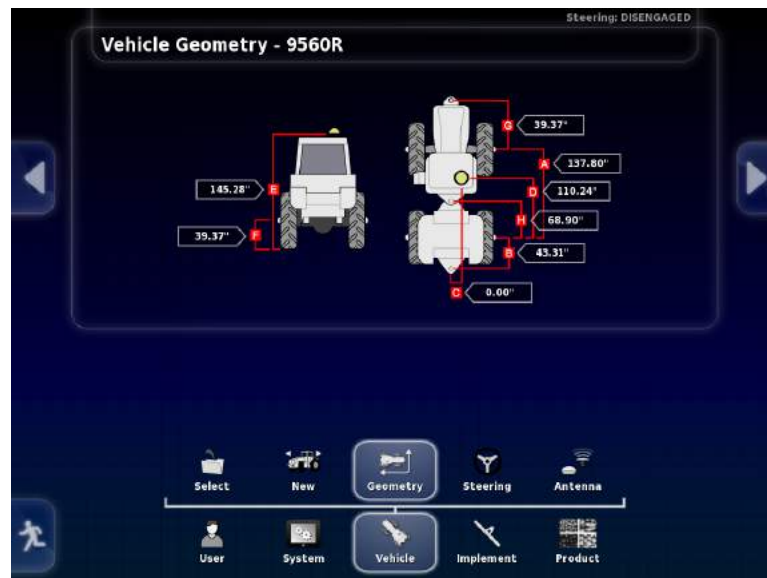 Steering: DISENGAGED
Vehicle Geometry - 9560R
G 39.37"
A 137.80"
145.28" E
D 110.24"
H 68.90"
39.37" F
B 43.31"
C 0.00"
Select New Geometry Steering Antenna
User System Vehicle Implement Product